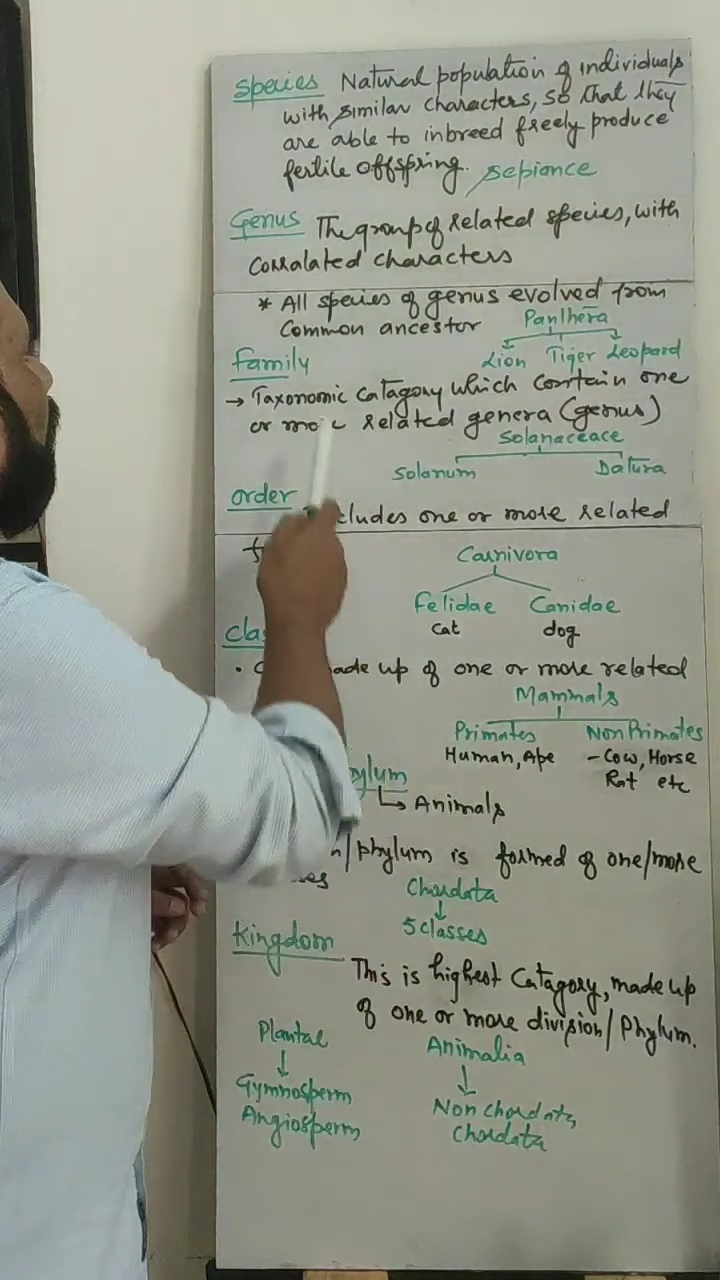 Species Natural population of individuals
with similar characters, so that they
are able to inbreed freely produce
fertile offspring. sepiance
Genus The group of related species, with
Corralated characters
* All species of genus evolved from
Common ancestor Panthera
Lion Tiger Leopard
family
→ Taxonomic Catagory which contain one
or more related genera (genus)
Solanaceace
Solanum Datura
order cludes one or more related
Carnivora
Felidae Canidae
cat dog
clas
• ade up of one or more related
Mammals
Primates Non Primates
Human, Ape - Cow, Horse
Rat etc
ylum
Animals
n/phylum is formed of one/more
Chordata
5 classes
Kingdom
This is highest Catagory, made up
of one or more division/Phylum.
Plantae Animalia
Gymnosperm Non Chordata,
Angiosperm Chordata